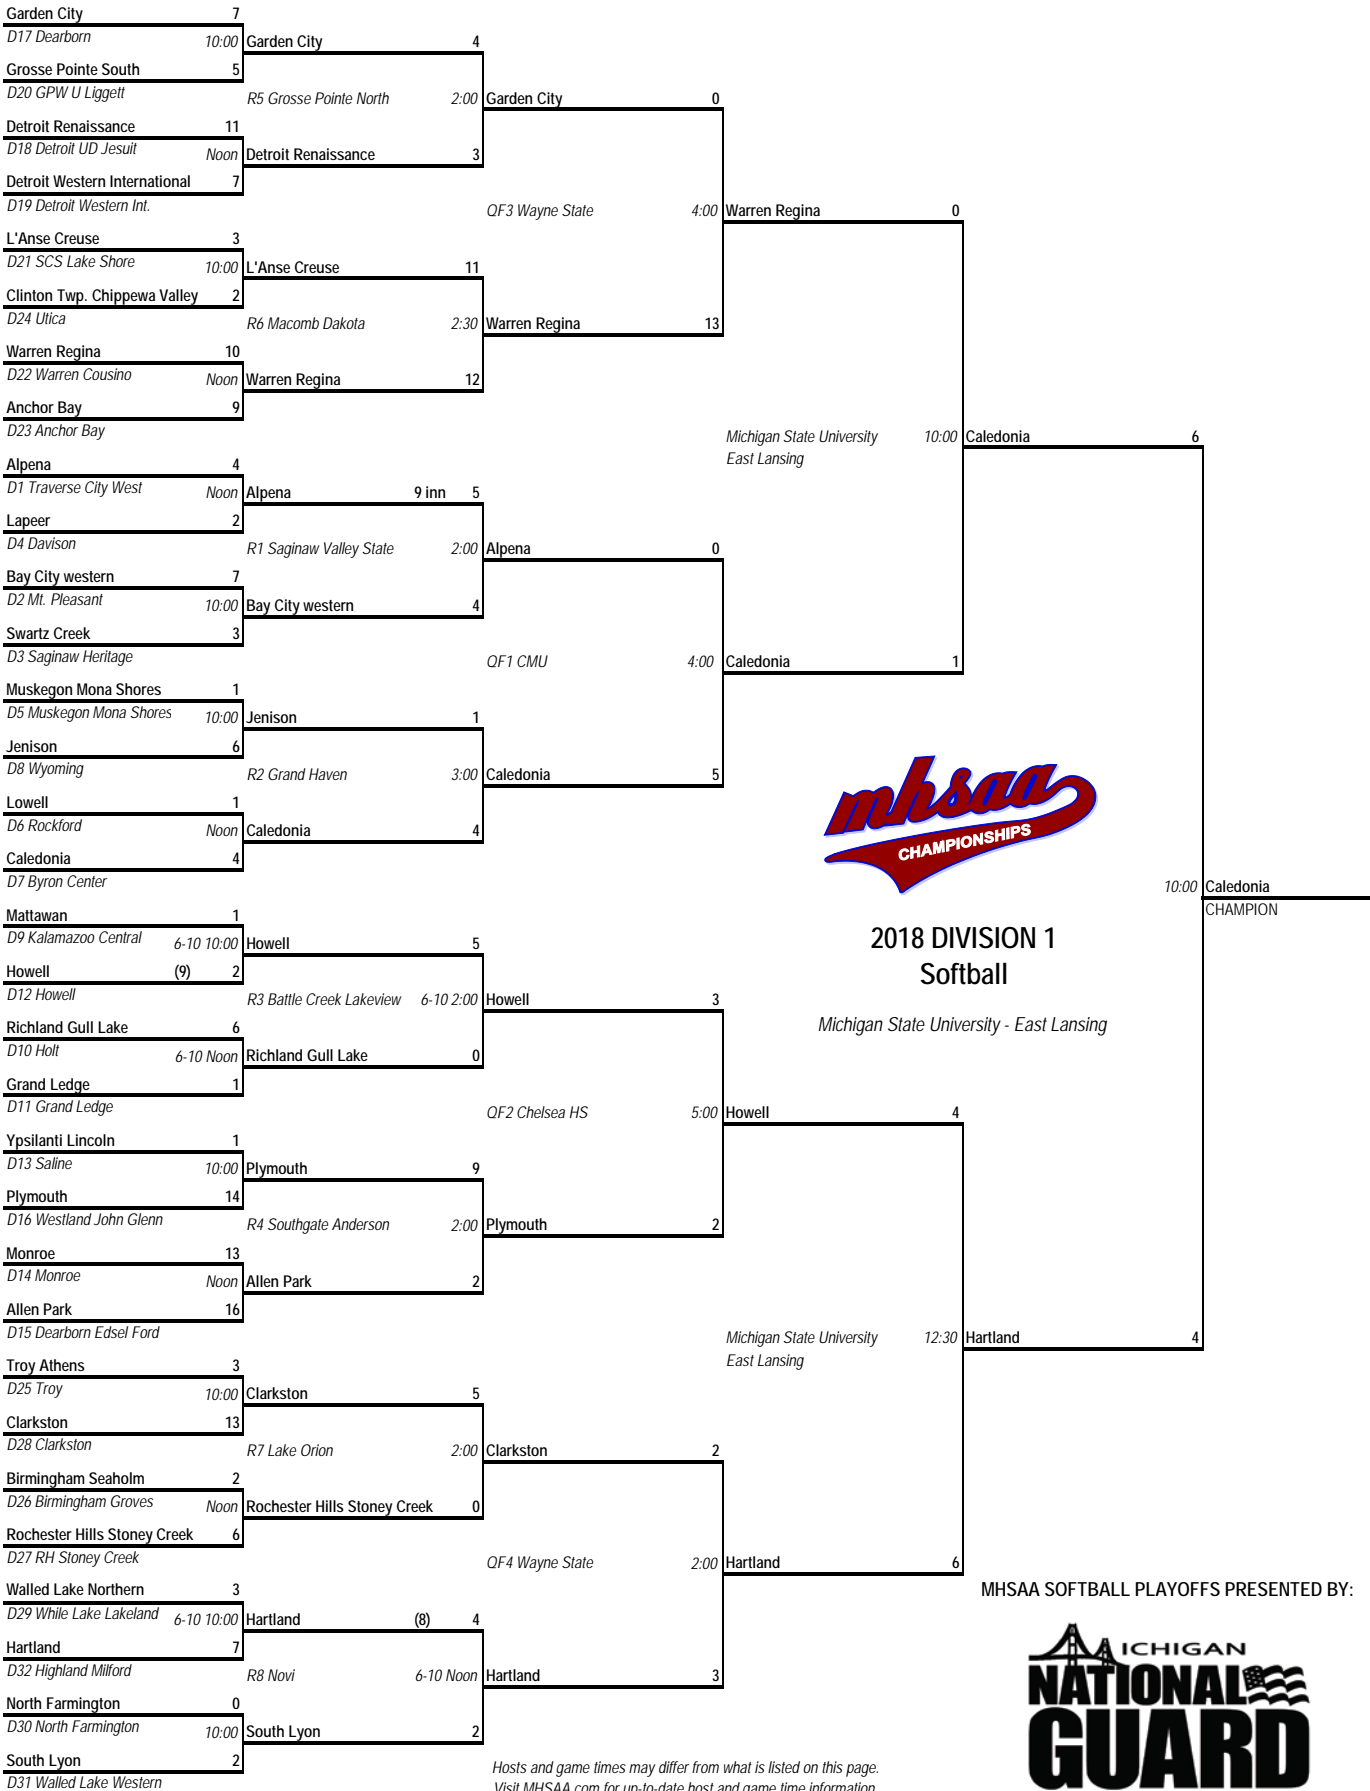 Garden City 7
D17 Dearborn 10:00 Garden City 4
Grosse Pointe South 5
D20 GPW U Liggett R5 Grosse Pointe North 2:00 Garden City 0
Detroit Renaissance 11
D18 Detroit UD Jesuit Noon Detroit Renaissance 3
Detroit Western International 7
D19 Detroit Western Int. QF3 Wayne State 4:00 Warren Regina 0
L'Anse Creuse 3
D21 SCS Lake Shore 10:00 L'Anse Creuse 11
Clinton Twp. Chippewa Valley 2
D24 Utica R6 Macomb Dakota 2:30 Warren Regina 13
Warren Regina 10
D22 Warren Cousino Noon Warren Regina 12
Anchor Bay 9
D23 Anchor Bay Michigan State University 10:00 Caledonia 6
East Lansing
Alpena 4
D1 Traverse City West Noon Alpena 9 inn 5
Lapeer 2
D4 Davison R1 Saginaw Valley State 2:00 Alpena 0
Bay City western 7
D2 Mt. Pleasant 10:00 Bay City western 4
Swartz Creek 3
D3 Saginaw Heritage QF1 CMU 4:00 Caledonia 1
Muskegon Mona Shores 1
D5 Muskegon Mona Shores 10:00 Jenison 1
Jenison 6
D8 Wyoming R2 Grand Haven 3:00 Caledonia 5
Lowell 1
D6 Rockford Noon Caledonia 4
mhsaa
CHAMPIONSHIPS
Caledonia 4
D7 Byron Center 10:00 Caledonia
CHAMPION
Mattawan 1
D9 Kalamazoo Central 6-10 10:00 Howell 5
2018 DIVISION 1
Howell (9) 2
Softball
D12 Howell R3 Battle Creek Lakeview 6-10 2:00 Howell 3
Michigan State University - East Lansing
Richland Gull Lake 6
D10 Holt 6-10 Noon Richland Gull Lake 0
Grand Ledge 1
D11 Grand Ledge QF2 Chelsea HS 5:00 Howell 4
Ypsilanti Lincoln 1
D13 Saline 10:00 Plymouth 9
Plymouth 14
D16 Westland John Glenn R4 Southgate Anderson 2:00 Plymouth 2
Monroe 13
D14 Monroe Noon Allen Park 2
Allen Park 16
D15 Dearborn Edsel Ford Michigan State University 12:30 Hartland 4
East Lansing
Troy Athens 3
D25 Troy 10:00 Clarkston 5
Clarkston 13
D28 Clarkston R7 Lake Orion 2:00 Clarkston 2
Birmingham Seaholm 2
D26 Birmingham Groves Noon Rochester Hills Stoney Creek 0
Rochester Hills Stoney Creek 6
D27 RH Stoney Creek QF4 Wayne State 2:00 Hartland 6
Walled Lake Northern 3
MHSAA SOFTBALL PLAYOFFS PRESENTED BY:
D29 While Lake Lakeland 6-10 10:00 Hartland (8) 4
Hartland 7
D32 Highland Milford R8 Novi 6-10 Noon Hartland 3
North Farmington 0
D30 North Farmington 10:00 South Lyon 2
South Lyon 2
D31 Walled Lake Western
MICHIGAN
NATIONAL
GUARD
Hosts and game times may differ from what is listed on this page.
Visit MHSAA.com for up-to-date host and game time information.